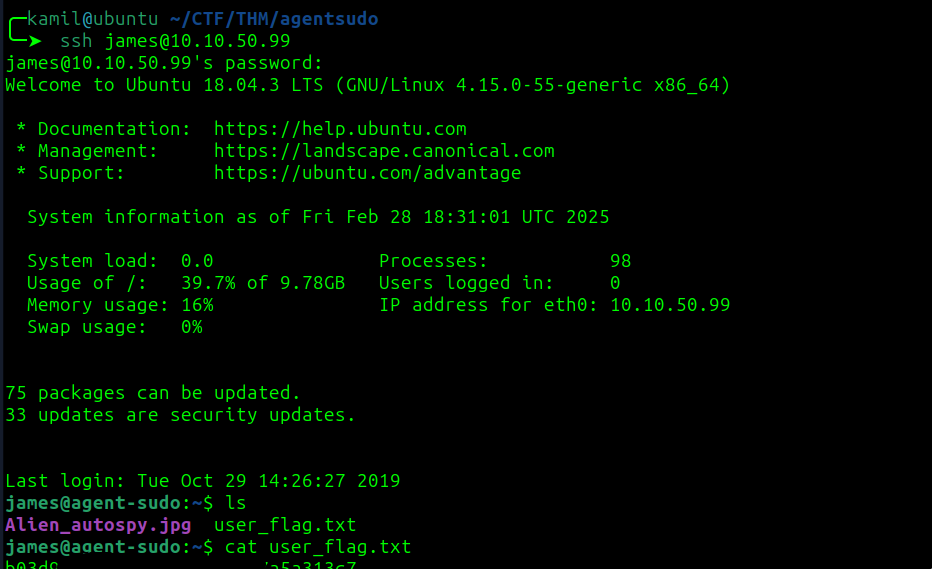 kamil@ubuntu ~/CTF/THM/agentsudo
ssh james@10.10.50.99
james@10.10.50.99's password:
Welcome to Ubuntu 18.04.3 LTS (GNU/Linux 4.15.0-55-generic x86_64)
* Documentation: https://help.ubuntu.com
* Management: https://landscape.canonical.com
* Support: https://ubuntu.com/advantage
System information as of Fri Feb 28 18:31:01 UTC 2025
System load: 0.0 Processes: 98
Usage of /: 39.7% of 9.78GB Users logged in: 0
Memory usage: 16% IP address for eth0: 10.10.50.99
Swap usage: 0%
75 packages can be updated.
33 updates are security updates.
Last login: Tue Oct 29 14:26:27 2019
james@agent-sudo:~$ ls
Alien_autospy.jpg user_flag.txt
james@agent-sudo:~$ cat user_flag.txt